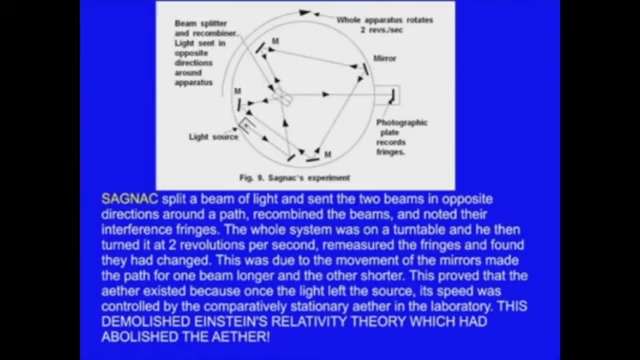 Beam splitter
and recombiner.
Light sent in
opposite
directions
around
apparatus
Whole apparatus rotates
2 revs./sec
M
Mirror
M
Light source
M
Photographic
plate
records
fringes.
Fig. 9. Sagnac's experiment
SAGNAC split a beam of light and sent the two beams in opposite
directions around a path, recombined the beams, and noted their
interference fringes. The whole system was on a turntable and he then
turned it at 2 revolutions per second, remeasured the fringes and found
they had changed. This was due to the movement of the mirrors made
the path for one beam longer and the other shorter. This proved that the
aether existed because once the light left the source, its speed was
controlled by the comparatively stationary aether in the laboratory. THIS
DEMOLISHED EINSTEIN'S RELATIVITY THEORY WHICH HAD
ABOLISHED THE AETHER!